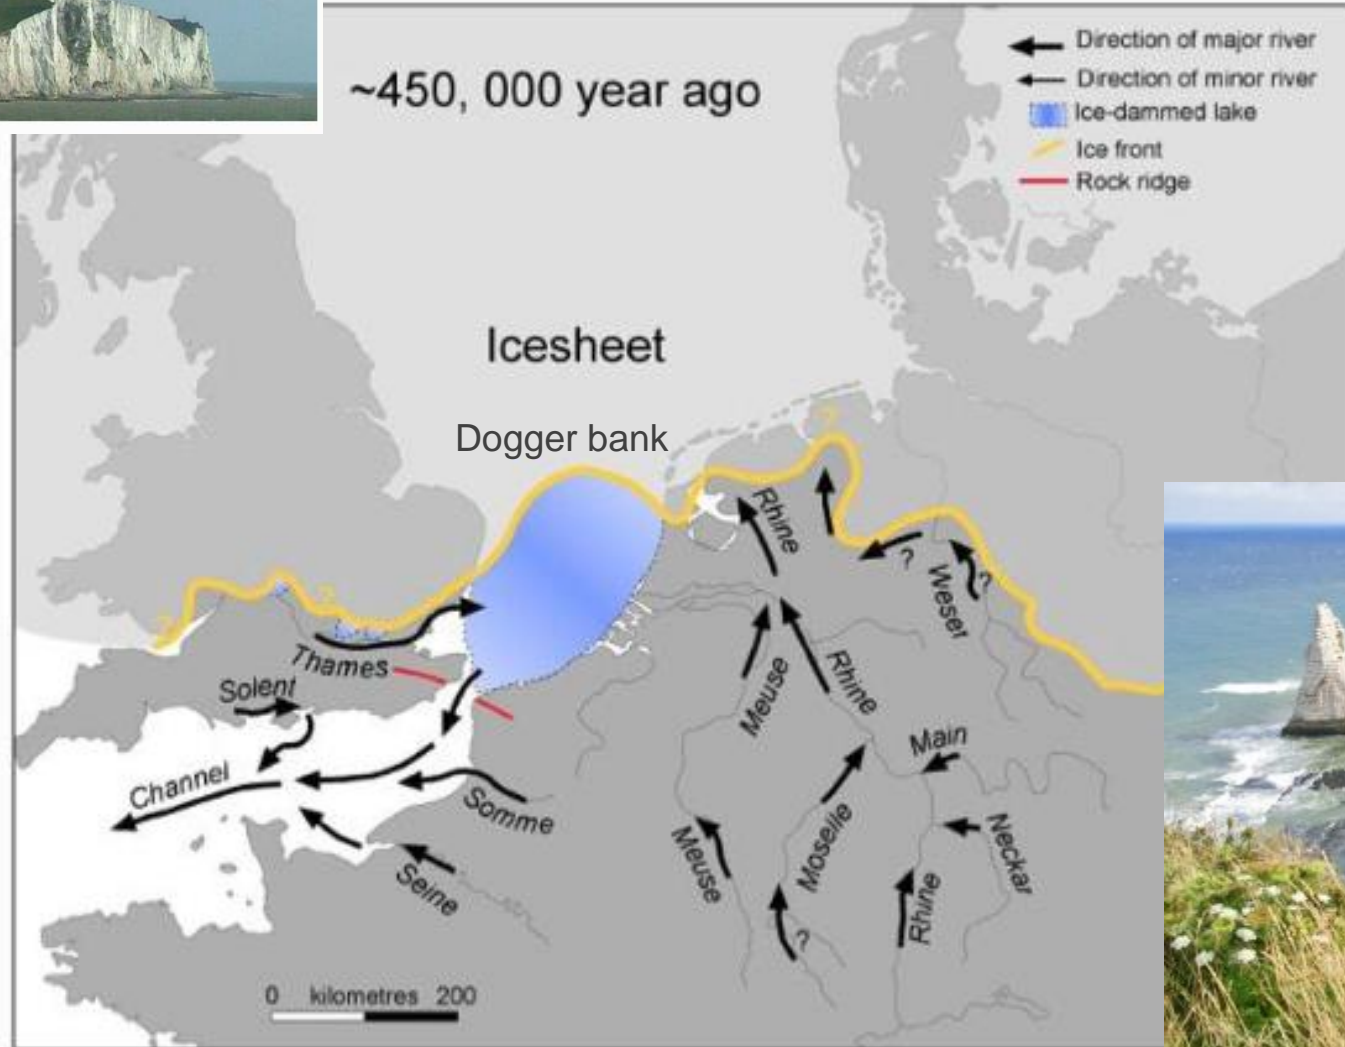 ~450, 000 year ago
Direction of major river
Direction of minor river
Ice-dammed lake
Ice front
Rock ridge
Icesheet
Dogger bank
?
?
?
Rhine
?
Weset
?
Thames
Solent
Meuse
Rhine
Main
Channel
Somme
Seine
Meuse
Moselle
Neckar
Rhine
?
0 kilometres 200